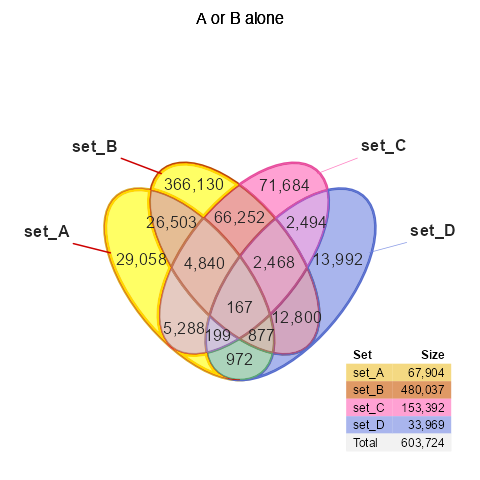 A or B alone
set_B
set_C
set_A
set_D
366,130
71,684
26,503
66,252
2,494
29,058
4,840
2,468
13,992
167
5,288
199
877
12,800
972
Set Size
set_A 67,904
set_B 480,037
set_C 153,392
set_D 33,969
Total 603,724